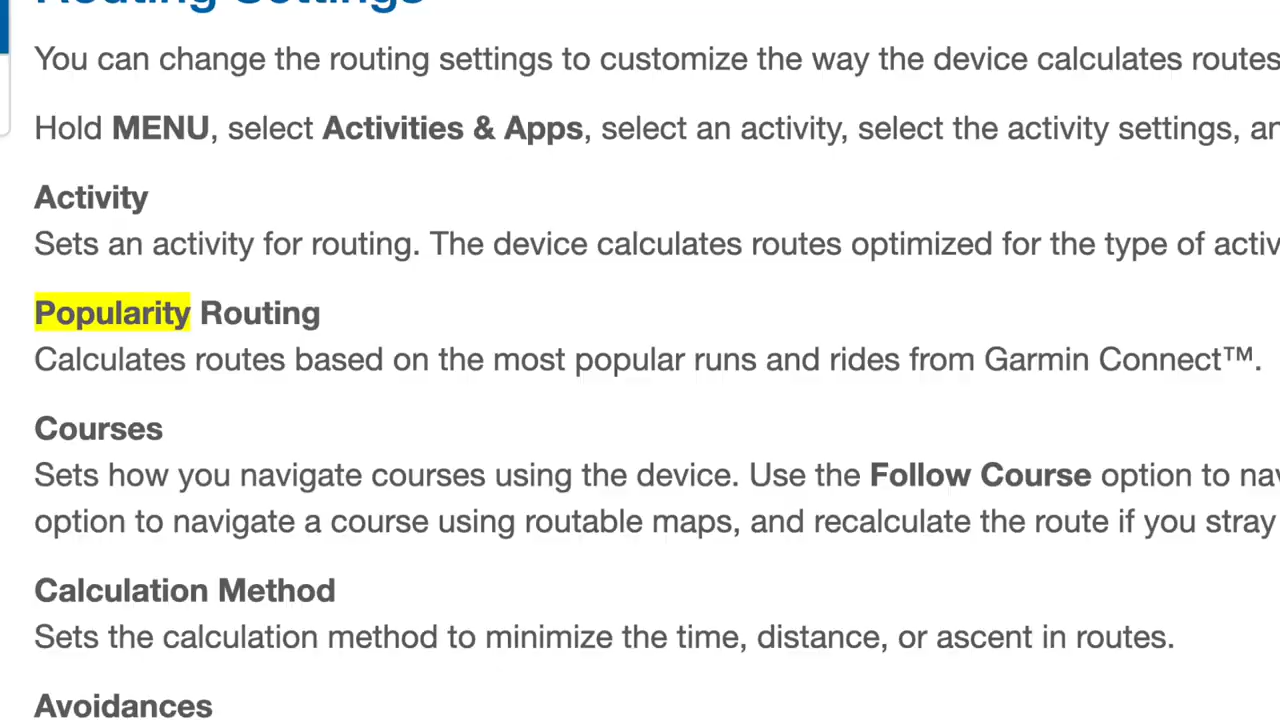 Routing Settings
You can change the routing settings to customize the way the device calculates routes
Hold MENU, select Activities & Apps, select an activity, select the activity settings, an
Activity
Sets an activity for routing. The device calculates routes optimized for the type of activ
Popularity Routing
Calculates routes based on the most popular runs and rides from Garmin Connect™.
Courses
Sets how you navigate courses using the device. Use the Follow Course option to nav
option to navigate a course using routable maps, and recalculate the route if you stray
Calculation Method
Sets the calculation method to minimize the time, distance, or ascent in routes.
Avoidances